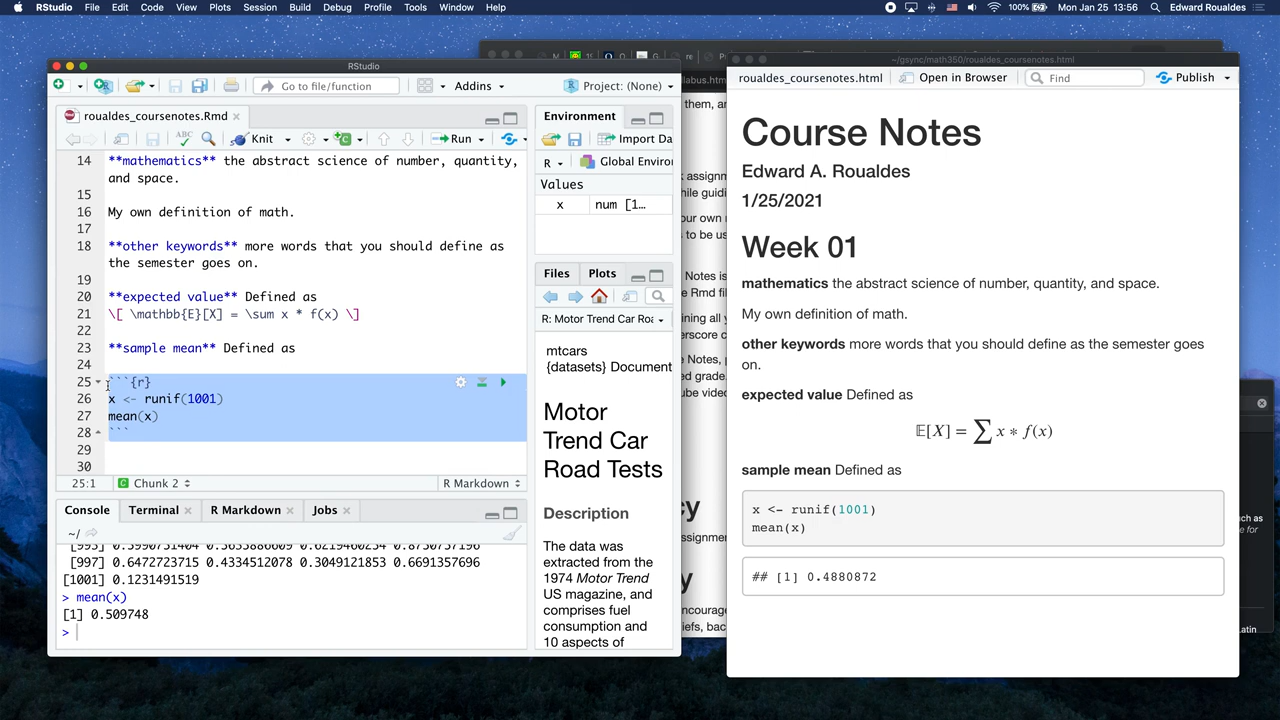 RStudio File Edit Code View Plots Session Build Debug Profile Tools Window Help 100% Mon Jan 25 13:56 Edward Roualdes
RStudio
Go to file/function Addins Project: (None)
roualdes_coursenotes.Rmd
ABC Knit Run
14 **mathematics** the abstract science of number, quantity,
and space.
15
16 My own definition of math.
17
18 **other keywords** more words that you should define as
the semester goes on.
19
20 **expected value** Defined as
21 \[ \mathbb{E}[X] = \sum x * f(x) \]
22
23 **sample mean** Defined as
24
25 ```{r}
26 x <- runif(1001)
27 mean(x)
28 ```
29
30
25:1 Chunk 2 R Markdown
Console Terminal R Markdown Jobs
~/
[997] 0.6472723715 0.4334512078 0.3049121853 0.6691357696
[1001] 0.1231491519
> mean(x)
[1] 0.509748
>
Environment
Import Da
R Global Enviro
Values
x num [1...
Files Plots
R: Motor Trend Car Roa
mtcars
{datasets} Document
Motor
Trend Car
Road Tests
Description
The data was
extracted from the
1974 Motor Trend
US magazine, and
comprises fuel
consumption and
10 aspects of
~/gsync/math350/roualdes_coursenotes.html
roualdes_coursenotes.html Open in Browser Find Publish
Course Notes
Edward A. Roualdes
1/25/2021
Week 01
mathematics the abstract science of number, quantity, and space.
My own definition of math.
other keywords more words that you should define as the semester goes
on.
expected value Defined as
𝔼[X] = ∑ x * f(x)
sample mean Defined as
x <- runif(1001)
mean(x)
## [1] 0.4880872